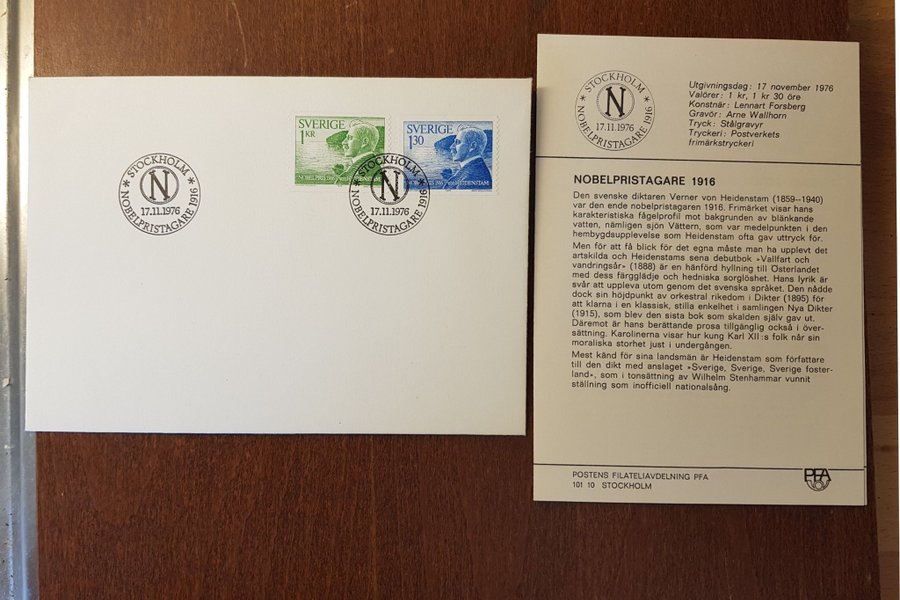 SVERIGE
1 KR
NOBELPRIS 1916 VERNER VON HEIDENSTAM
SVERIGE
1.30
NOBELPRIS 1916 VERNER VON HEIDENSTAM
* STOCKHOLM *
N
17.11.1976
NOBELPRISTAGARE 1916
* STOCKHOLM *
N
17.11.1976
NOBELPRISTAGARE 1916
* STOCKHOLM *
N
17.11.1976
NOBELPRISTAGARE 1916
Utgivningsdag: 17 november 1976
Valörer: 1 kr, 1 kr 30 öre
Konstnär: Lennart Forsberg
Gravör: Arne Wallhorn
Tryck: Stålgravyr
Tryckeri: Postverkets
frimärkstryckeri
NOBELPRISTAGARE 1916
Den svenske diktaren Verner von Heidenstam (1859–1940)
var den ende nobelpristagaren 1916. Frimärket visar hans
karakteristiska fågelprofil mot bakgrunden av blänkande
vatten, nämligen sjön Vättern, som var medelpunkten i den
hembygdsupplevelse som Heidenstam ofta gav uttryck för.
Men för att få blick för det egna måste man ha upplevt det
artskilda och Heidenstams sena debutbok »Vallfart och
vandringsår» (1888) är en hänförd hyllning till Österlandet
med dess färgglädje och hedniska sorglöshet. Hans lyrik är
svår att uppleva utom genom det svenska språket. Den nådde
dock sin höjdpunkt av orkestral rikedom i Dikter (1895) för
att klarna i en klassisk, stilla enkelhet i samlingen Nya Dikter
(1915), som blev den sista bok som skalden själv gav ut.
Däremot är hans berättande prosa tillgänglig också i över-
sättning. Karolinerna visar hur kung Karl XII:s folk når sin
moraliska storhet just i undergången.
Mest känd för sina landsmän är Heidenstam som författare
till den dikt med anslaget »Sverige, Sverige, Sverige foster-
land», som i tonsättning av Wilhelm Stenhammar vunnit
ställning som inofficiell nationalsång.
POSTENS FILATELIAVDELNING PFA
101 10 STOCKHOLM
PFA